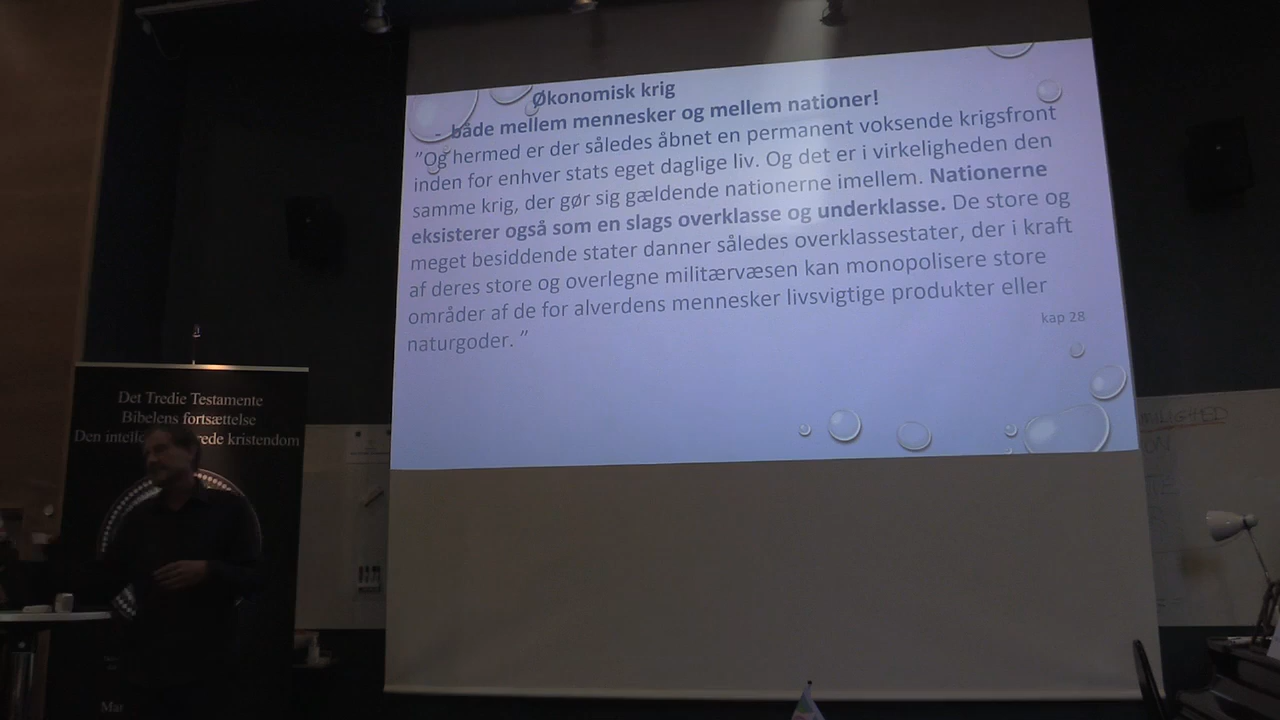 Økonomisk krig
- både mellem mennesker og mellem nationer!
”Og hermed er der således åbnet en permanent voksende krigsfront
inden for enhver stats eget daglige liv. Og det er i virkeligheden den
samme krig, der gør sig gældende nationerne imellem. Nationerne
eksisterer også som en slags overklasse og underklasse. De store og
meget besiddende stater danner således overklassestater, der i kraft
af deres store og overlegne militærvæsen kan monopolisere store
områder af de for alverdens mennesker livsvigtige produkter eller
naturgoder. ”
kap 28
Det Tredie Testamente
Bibelens fortsættelse
Den kristendom